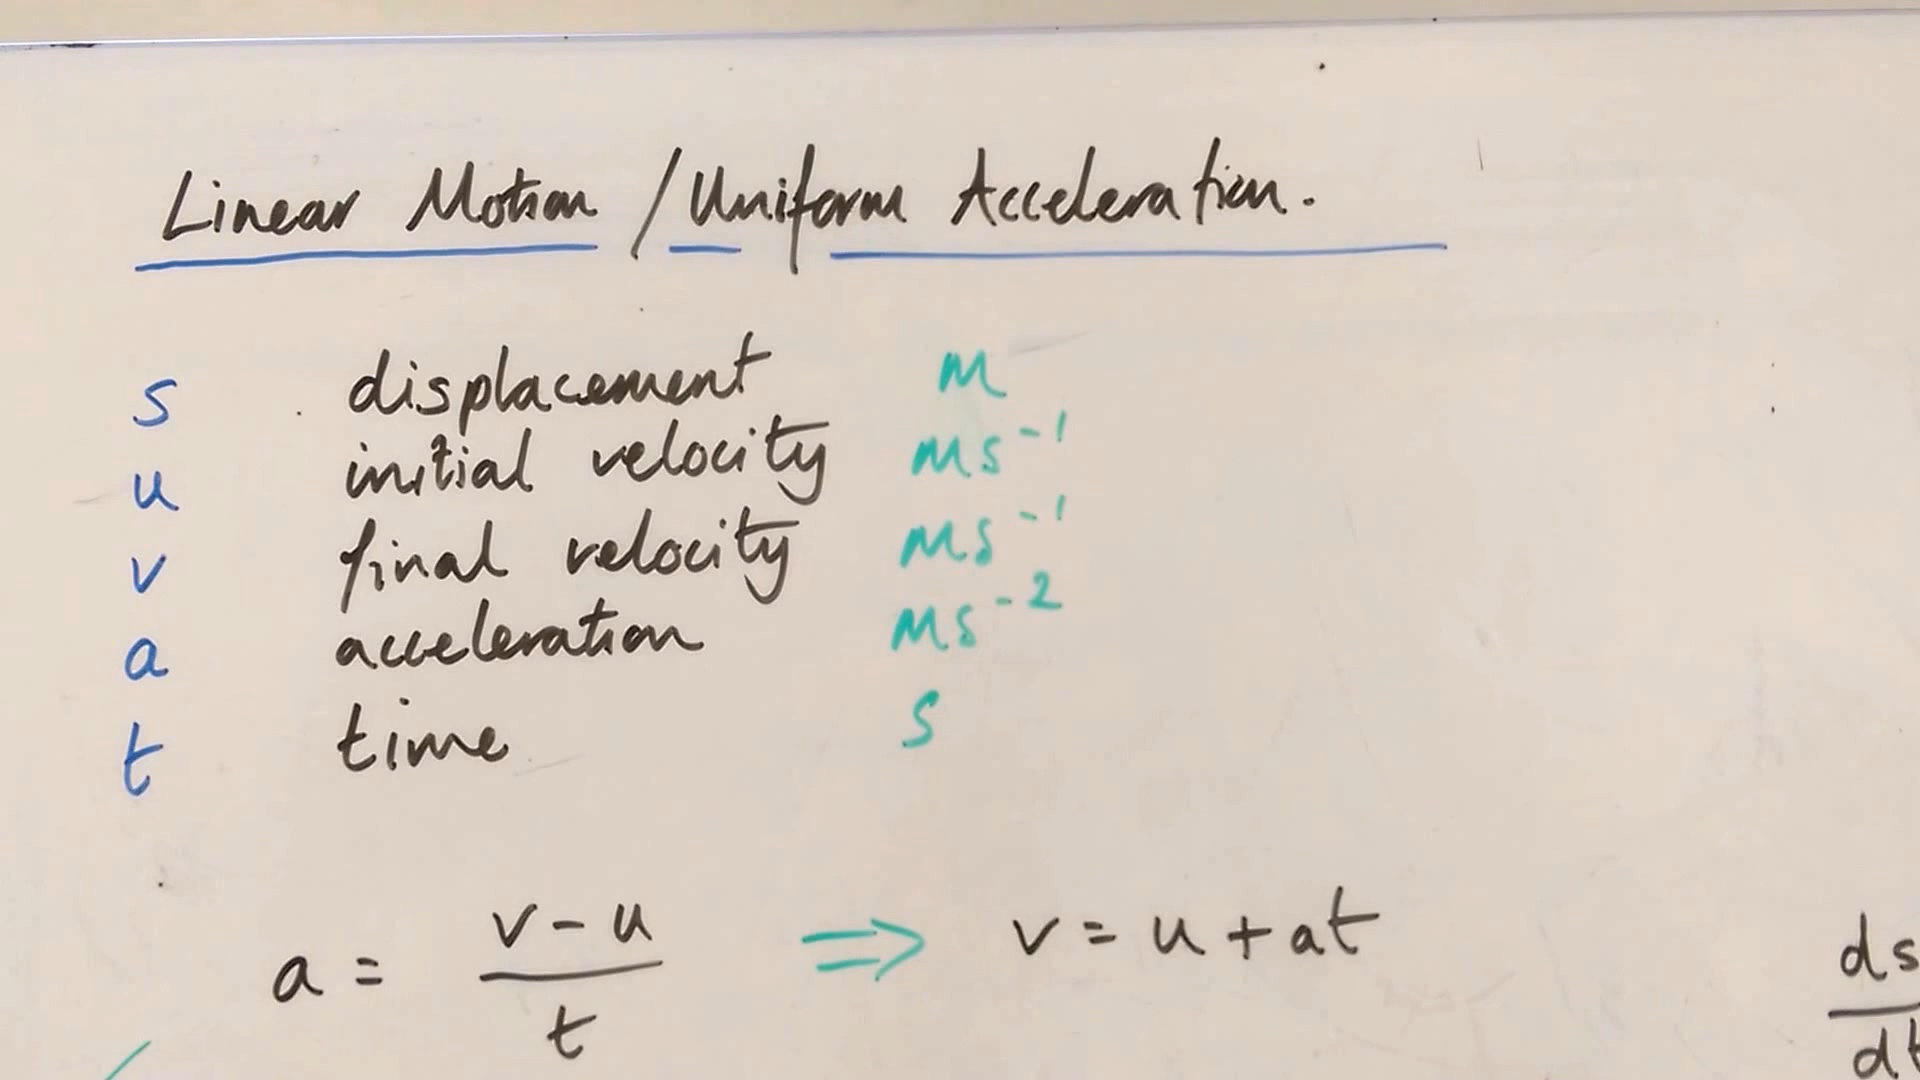 Linear Motion / Uniform Acceleration.
s displacement m
u initial velocity ms⁻¹
v final velocity ms⁻¹
a acceleration ms⁻²
t time s
a = (v - u)/t ⇒ v = u + at
ds/dt